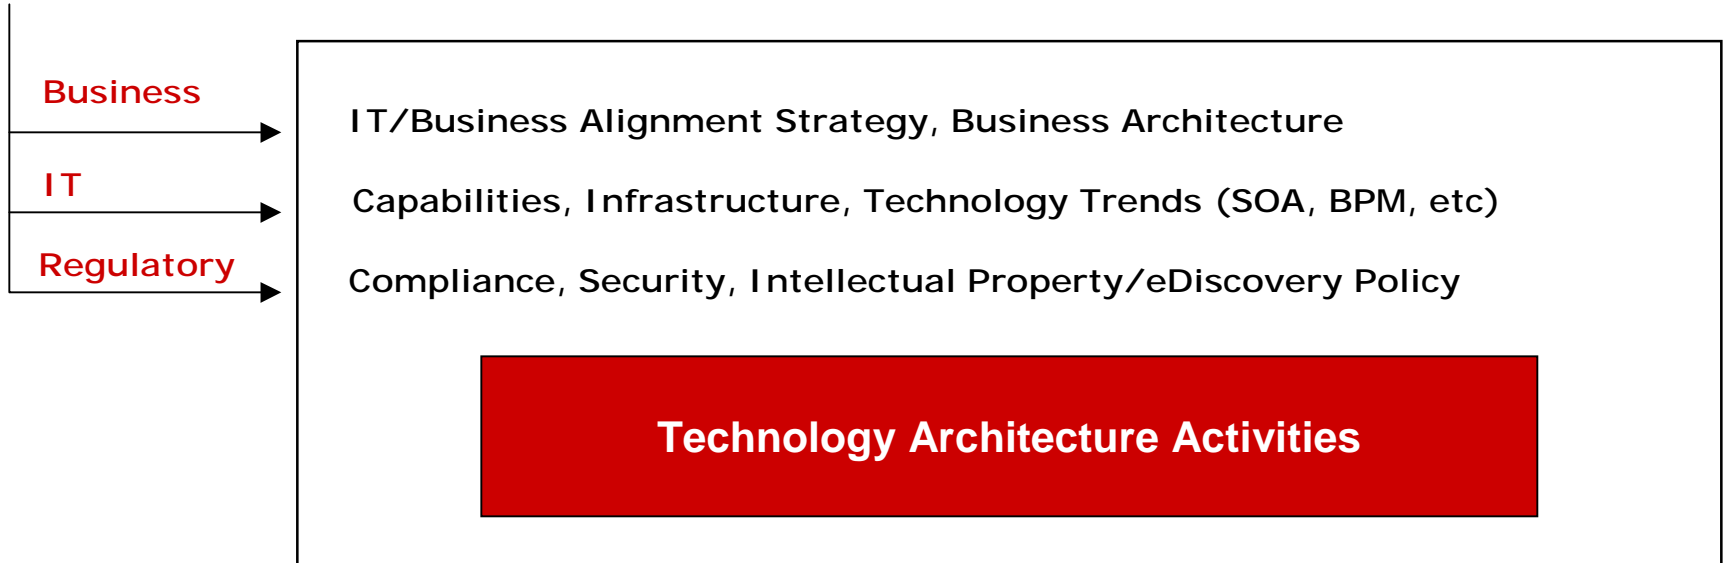 Business
IT/Business Alignment Strategy, Business Architecture
IT
Capabilities, Infrastructure, Technology Trends (SOA, BPM, etc)
Regulatory
Compliance, Security, Intellectual Property/eDiscovery Policy
Technology Architecture Activities